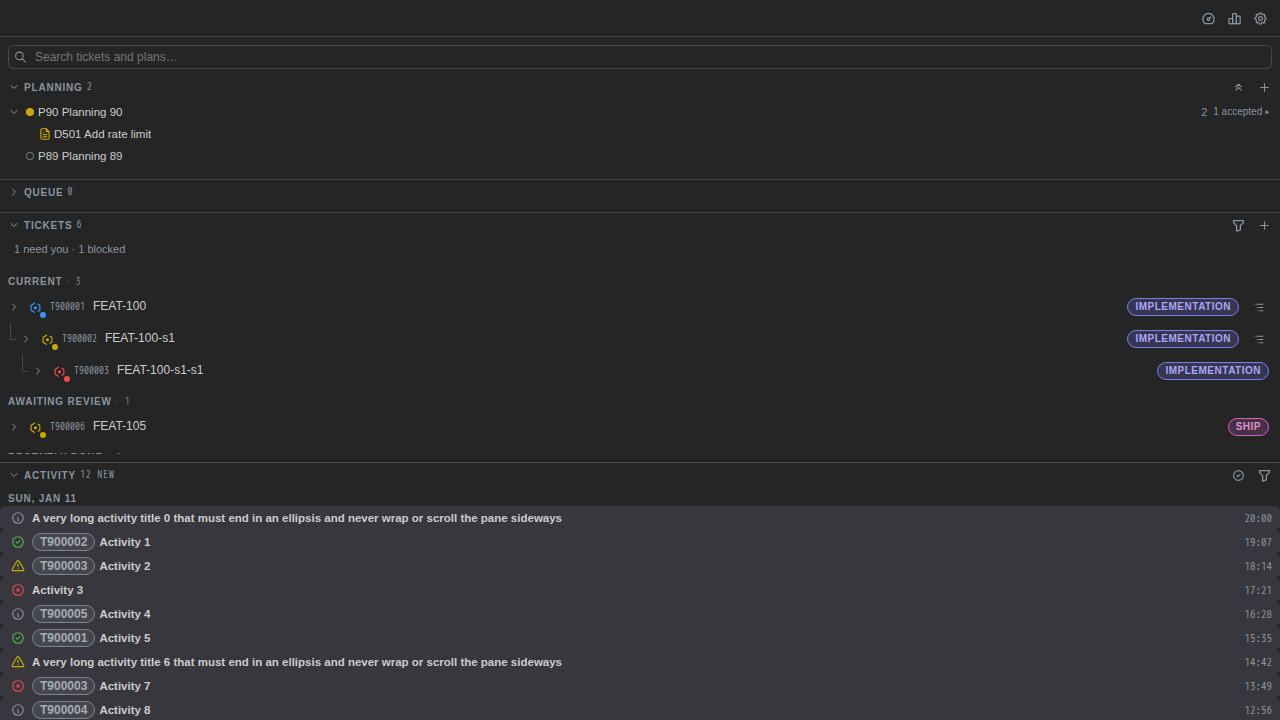 Search tickets and plans…
PLANNING 2
P90 Planning 90 2 1 accepted ▸
D501 Add rate limit
P89 Planning 89
QUEUE 0
TICKETS 6
1 need you · 1 blocked
CURRENT · 3
T900001 FEAT-100 IMPLEMENTATION
T900002 FEAT-100-s1 IMPLEMENTATION
T900003 FEAT-100-s1-s1 IMPLEMENTATION
AWAITING REVIEW · 1
T900006 FEAT-105 SHIP
ACTIVITY 12 NEW
SUN, JAN 11
A very long activity title 0 that must end in an ellipsis and never wrap or scroll the pane sideways 20:00
T900002 Activity 1 19:07
T900003 Activity 2 18:14
Activity 3 17:21
T900005 Activity 4 16:28
T900001 Activity 5 15:35
A very long activity title 6 that must end in an ellipsis and never wrap or scroll the pane sideways 14:42
T900003 Activity 7 13:49
T900004 Activity 8 12:56